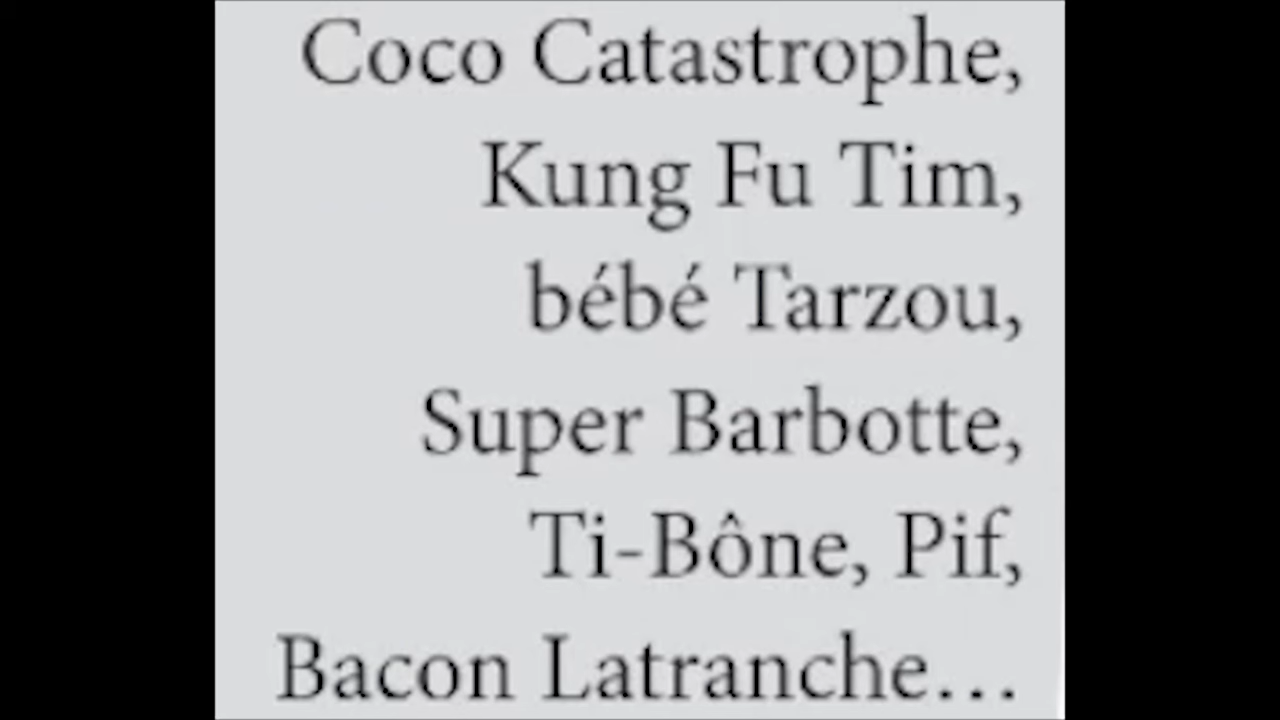 Coco Catastrophe,
Kung Fu Tim,
bébé Tarzou,
Super Barbotte,
Ti-Bône, Pif,
Bacon Latranche...